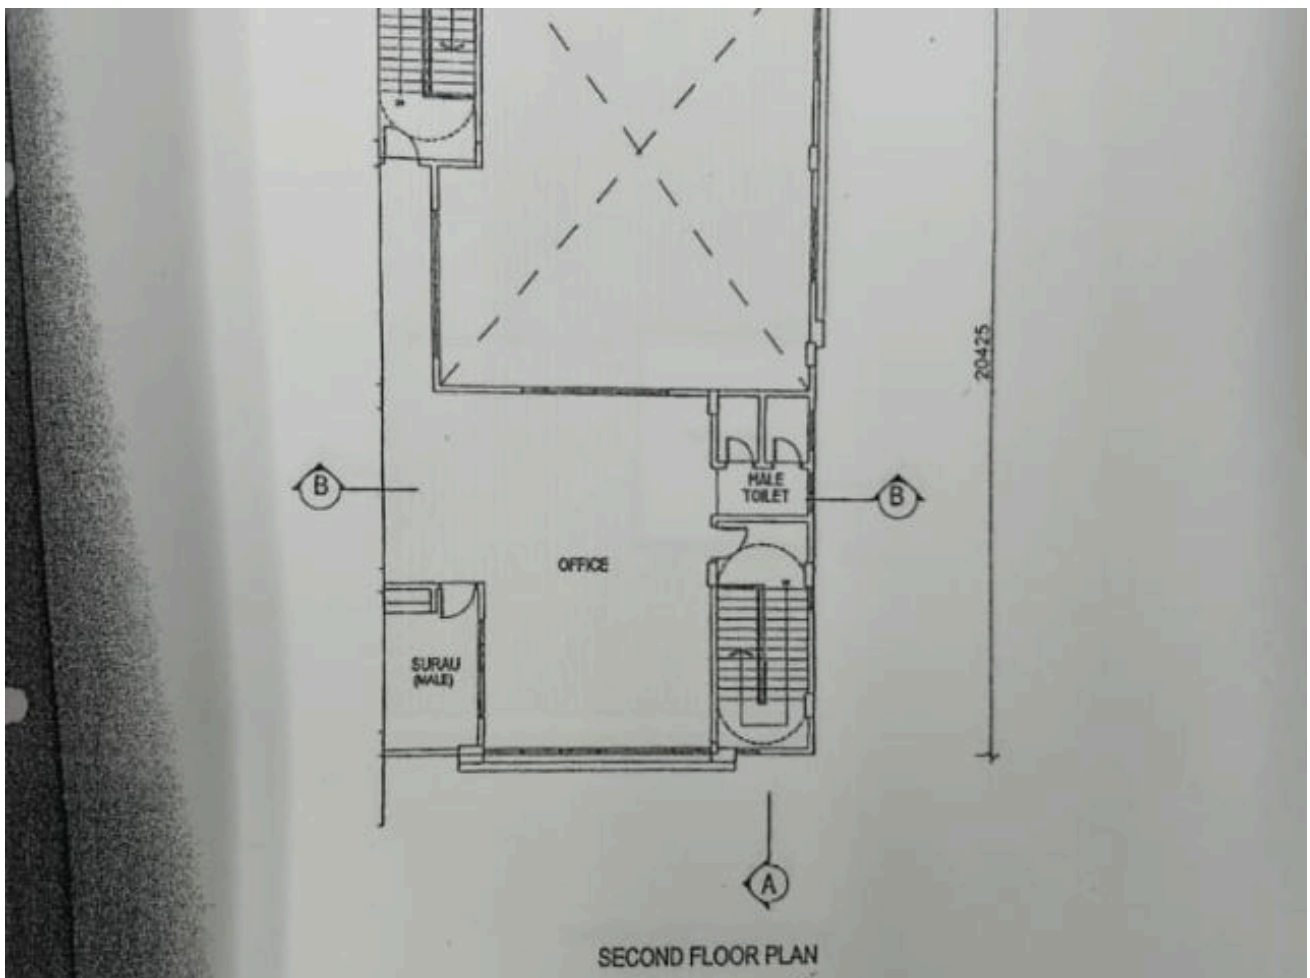 20425
B
MALE
TOILET
B
OFFICE
SURAU
(MALE)
A
SECOND FLOOR PLAN